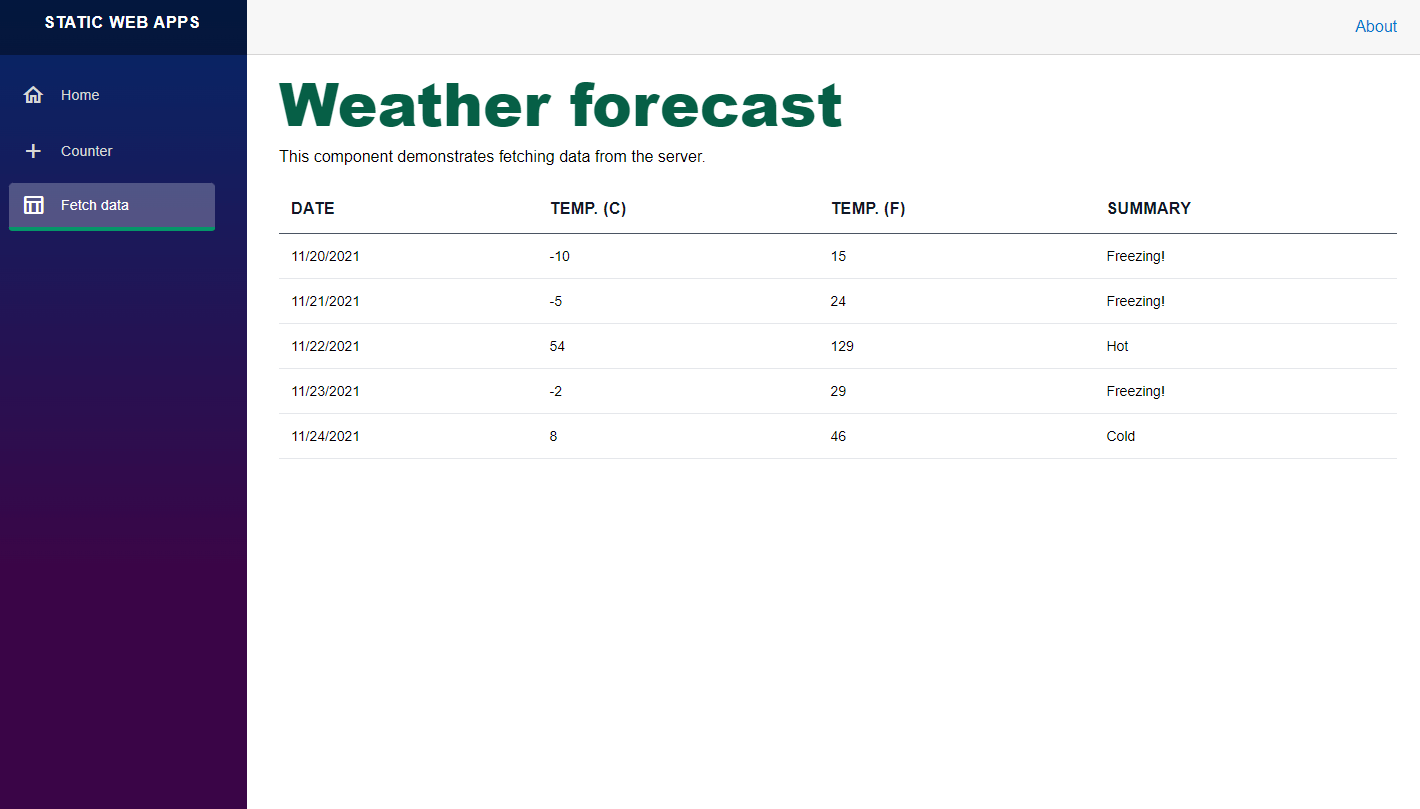 STATIC WEB APPS
About
Home
Counter
Fetch data
Weather forecast
This component demonstrates fetching data from the server.
DATE TEMP. (C) TEMP. (F) SUMMARY
11/20/2021 -10 15 Freezing!
11/21/2021 -5 24 Freezing!
11/22/2021 54 129 Hot
11/23/2021 -2 29 Freezing!
11/24/2021 8 46 Cold